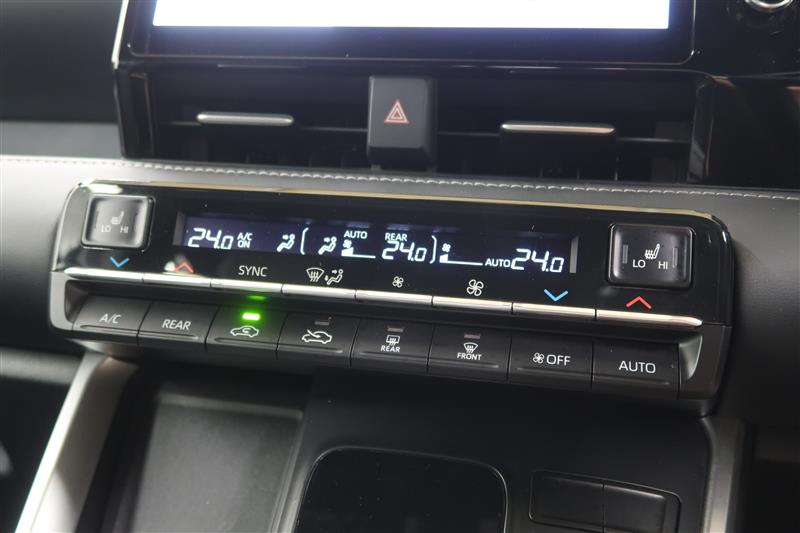 LO HI
24.0 A/C ON AUTO REAR 24.0 AUTO 24.0
LO HI
SYNC
A/C REAR REAR FRONT OFF AUTO